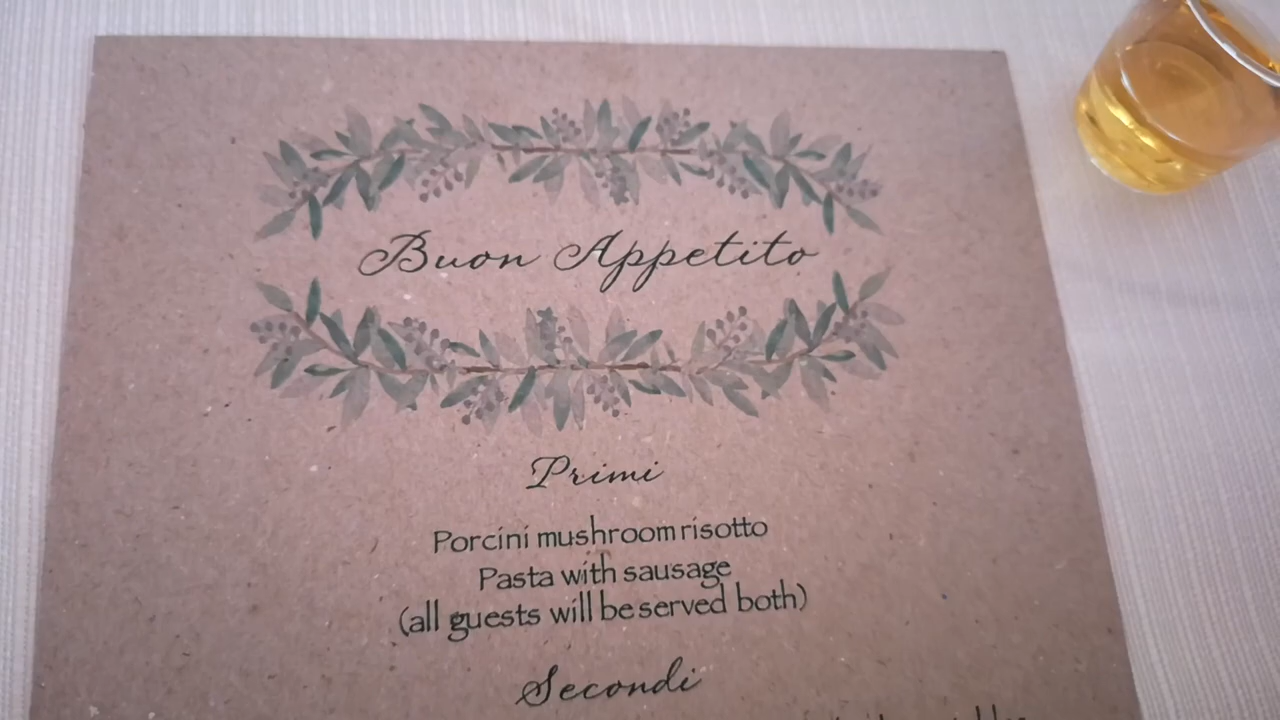 Buon Appetito
Primi
Porcini mushroom risotto
Pasta with sausage
(all guests will be served both)
Secondi